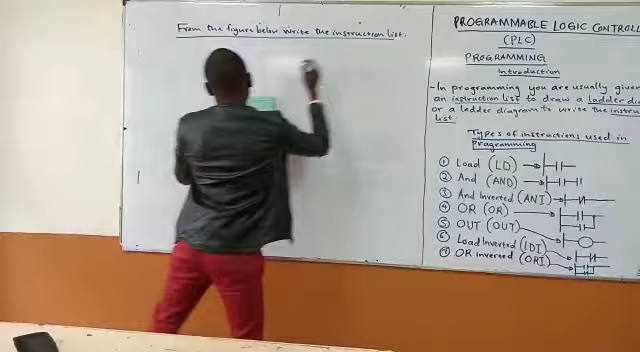 From the figure below write the instruction list.
PROGRAMMABLE LOGIC CONTROLL
(PLC)
PROGRAMMING
Introduction
- In programming you are usually given
an instruction list to draw a ladder di
or a ladder diagram to write the instruc
list.
Types of instructions used in
Programming
① Load (LD)
② And (AND)
③ And Inverted (ANI)
④ OR (OR)
⑤ OUT (OUT)
⑥ Load Inverted (LDI)
⑦ OR inverted (ORI)